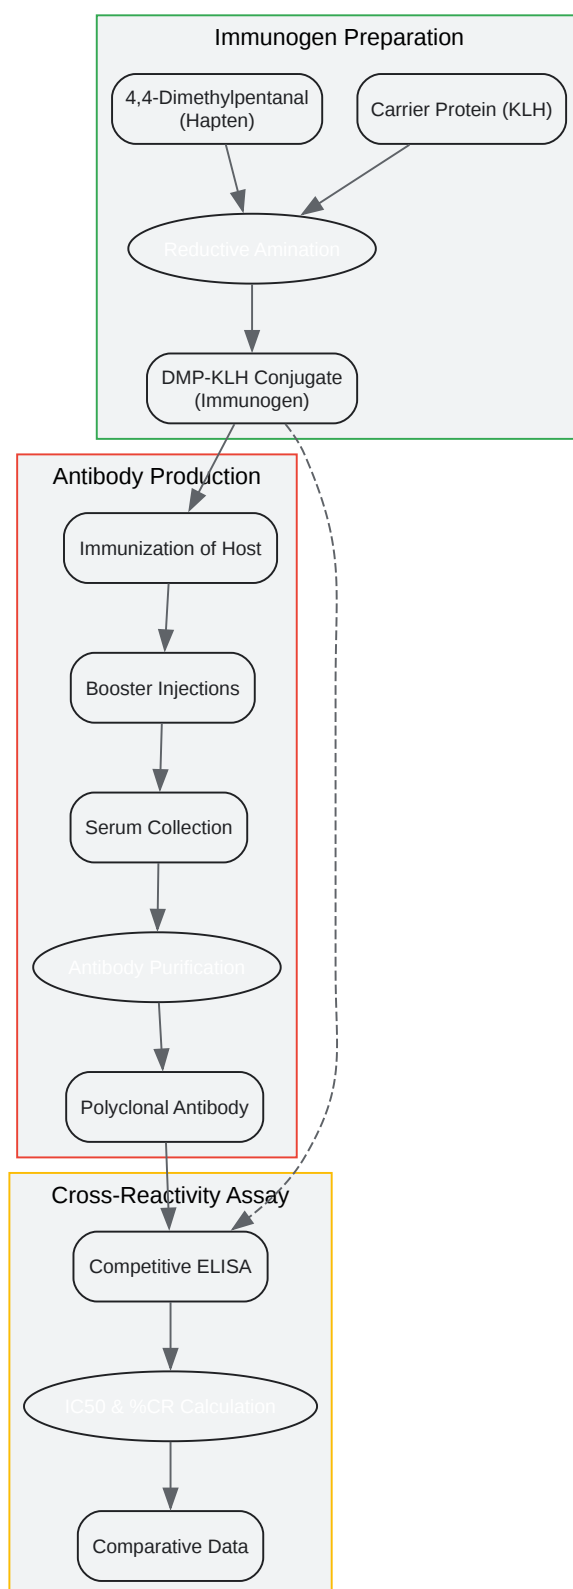 Immunogen Preparation
4,4-Dimethylpentanal
(Hapten)
Carrier Protein (KLH)
Reductive Amination
DMP-KLH Conjugate
(Immunogen)
Antibody Production
Immunization of Host
Booster Injections
Serum Collection
Antibody Purification
Polyclonal Antibody
Cross-Reactivity Assay
Competitive ELISA
IC50 & %CR Calculation
Comparative Data